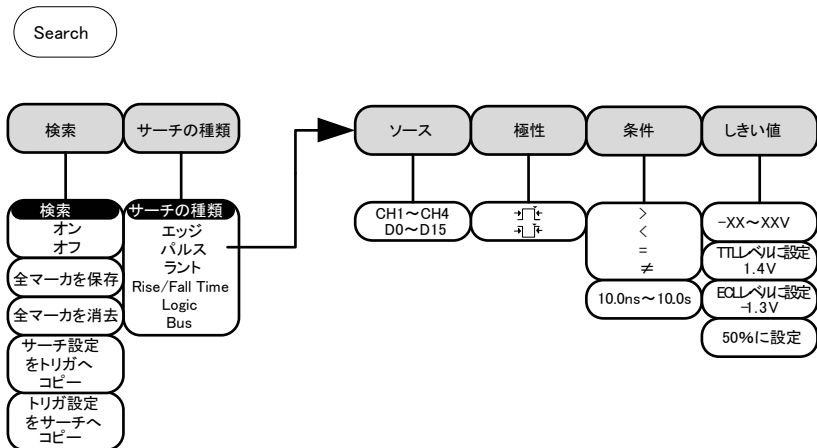 Search
検索
サーチの種類
ソース
極性
条件
しきい値
検索
オン
オフ
全マーカを保存
全マーカを消去
サーチ設定
をトリガへ
コピー
トリガ設定
をサーチへ
コピー
サーチの種類
エッジ
パルス
ラント
Rise/Fall Time
Logic
Bus
CH1～CH4
D0～D15
>
<
=
≠
10.0ns～10.0s
-XX～XXV
TTLレベルに設定
1.4V
ECLレベルに設定
-1.3V
50%に設定